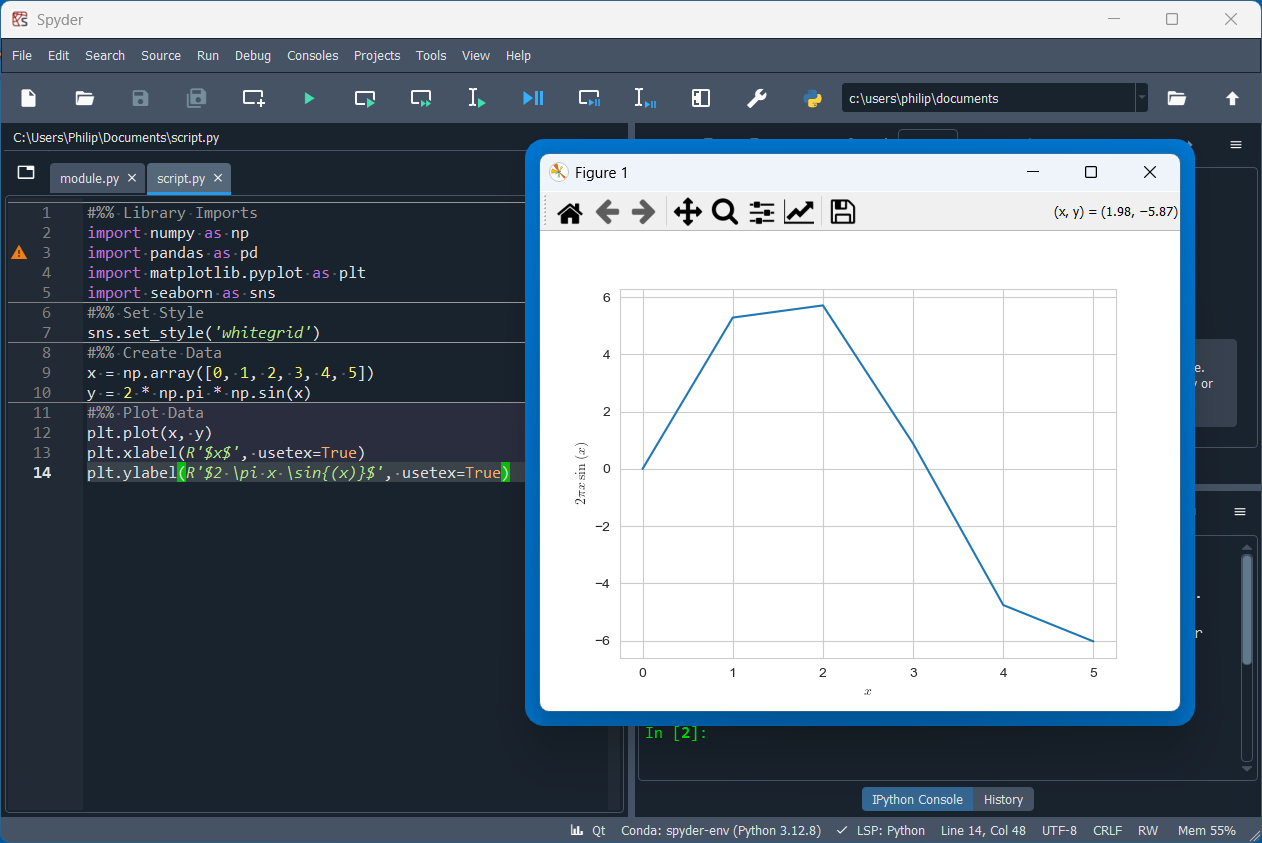 Spyder
File Edit Search Source Run Debug Consoles Projects Tools View Help
c:\users\philip\documents
C:\Users\Philip\Documents\script.py
module.py
script.py
1 #%% Library Imports
2 import numpy as np
3 import pandas as pd
4 import matplotlib.pyplot as plt
5 import seaborn as sns
6 #%% Set Style
7 sns.set_style('whitegrid')
8 #%% Create Data
9 x = np.array([0, 1, 2, 3, 4, 5])
10 y = 2 * np.pi * np.sin(x)
11 #%% Plot Data
12 plt.plot(x, y)
13 plt.xlabel(R'$x$', usetex=True)
14 plt.ylabel(R'$2 \pi x \sin{(x)}$', usetex=True)
Figure 1
(x, y) = (1.98, −5.87)
6
4
2
0
−2
−4
−6
2πx sin (x)
0 1 2 3 4 5
x
e.
or
r
In [2]:
IPython Console History
Qt Conda: spyder-env (Python 3.12.8) ✓ LSP: Python Line 14, Col 48 UTF-8 CRLF RW Mem 55%